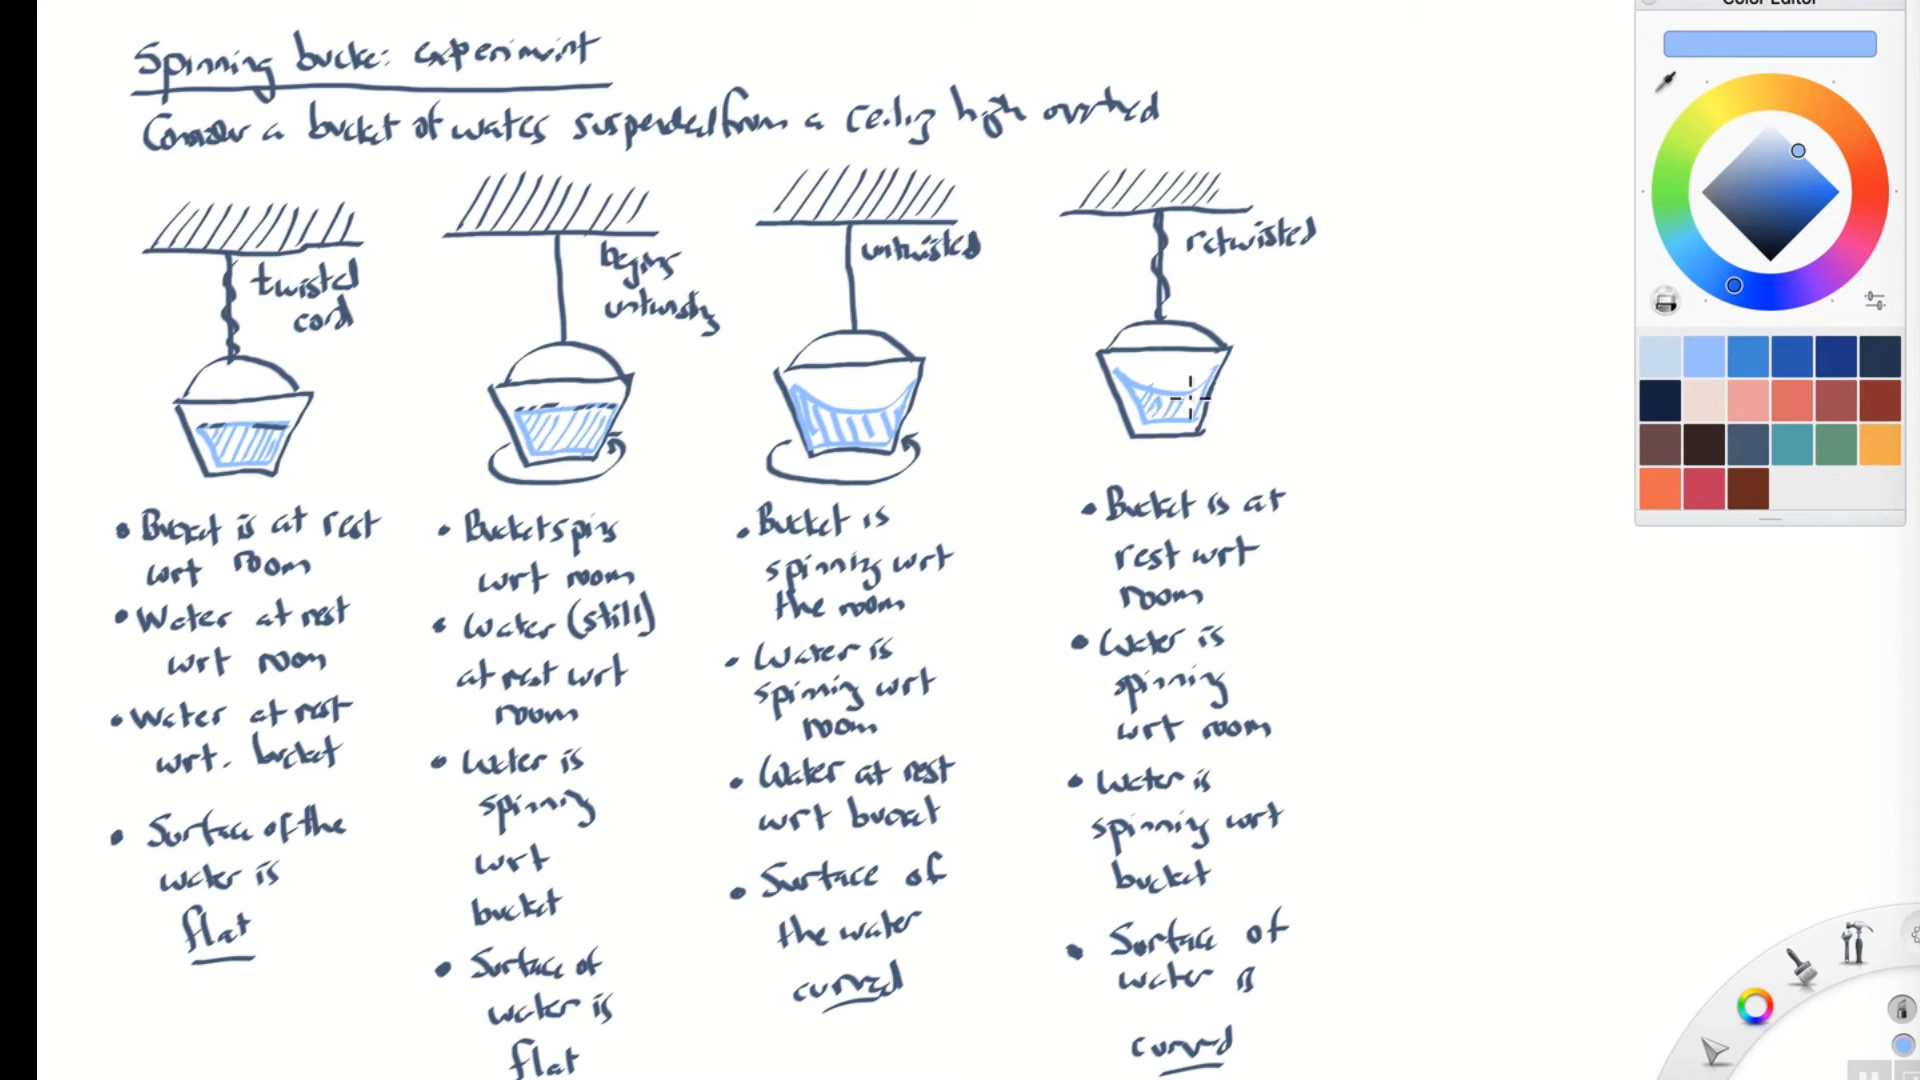 Spinning bucket experiment
Consider a bucket of water suspended from a ceiling high overhead
twisted
cord
begins
untwisting
untwisted
retwisted
• Bucket is at rest
wrt room
• Water at rest
wrt room
• Water at rest
wrt. bucket
• Surface of the
water is
flat
• Bucket spins
wrt room
• Water (still)
at rest wrt
room
• Water is
spinning
wrt
bucket
• Surface of
water is
flat
• Bucket is
spinning wrt
the room
• Water is
spinning wrt
room
• Water at rest
wrt bucket
• Surface of
the water
curved
• Bucket is at
rest wrt
room
• Water is
spinning
wrt room
• Water is
spinning wrt
bucket
• Surface of
water is
curved
Color Editor